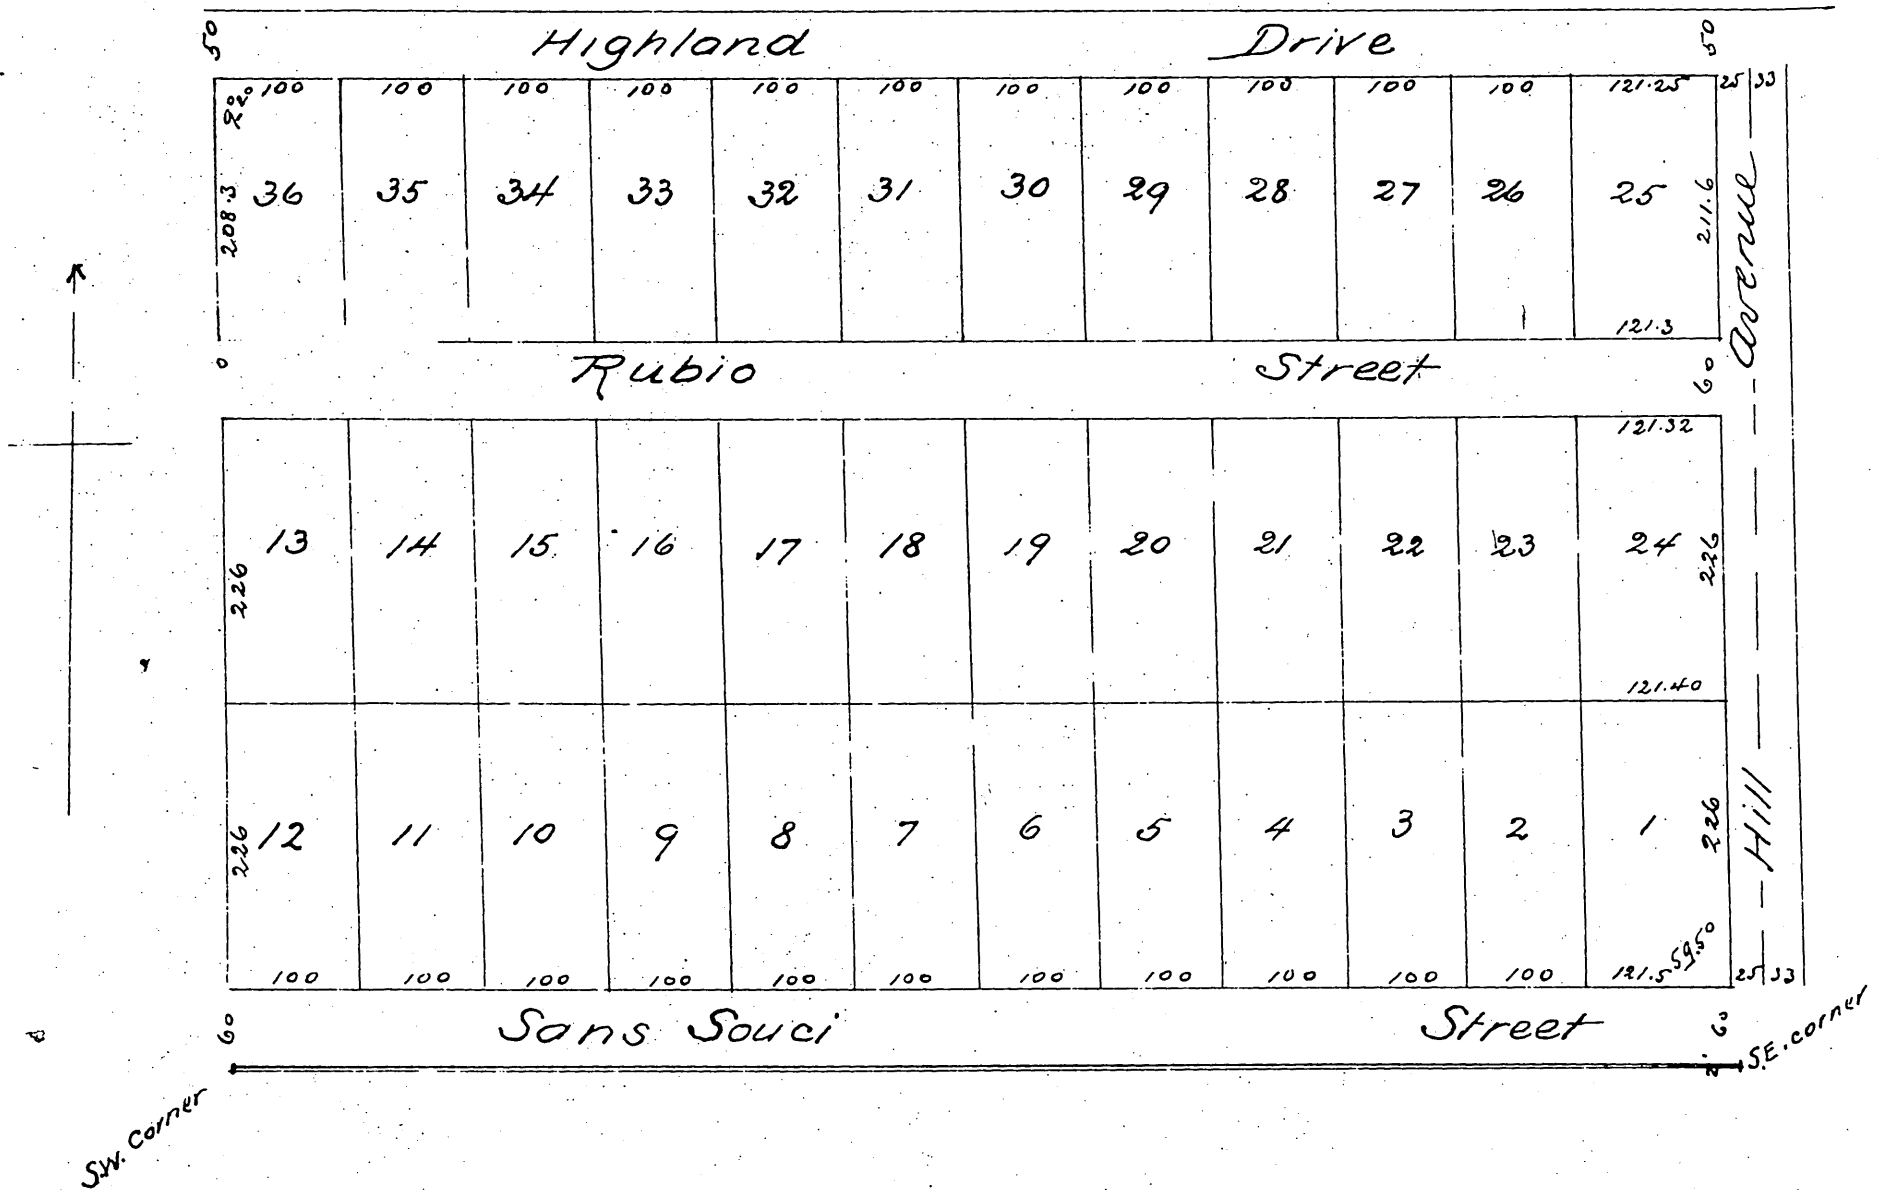 50 Highland Drive 50
100 100 100 100 100 100 100 100 100 100 100 121.25 25 33
208.3 36 35 34 33 32 31 30 29 28 27 26 25 211.6
121.3
Rubio Street 60
Hill Avenue
121.32
13 14 15 16 17 18 19 20 21 22 23 24
226 226
121.40
226 12 11 10 9 8 7 6 5 4 3 2 1 226
59.50
100 100 100 100 100 100 100 100 100 100 100 121.5 25 33
60 Sans Souci Street 60
S.E. corner
S.W. Corner